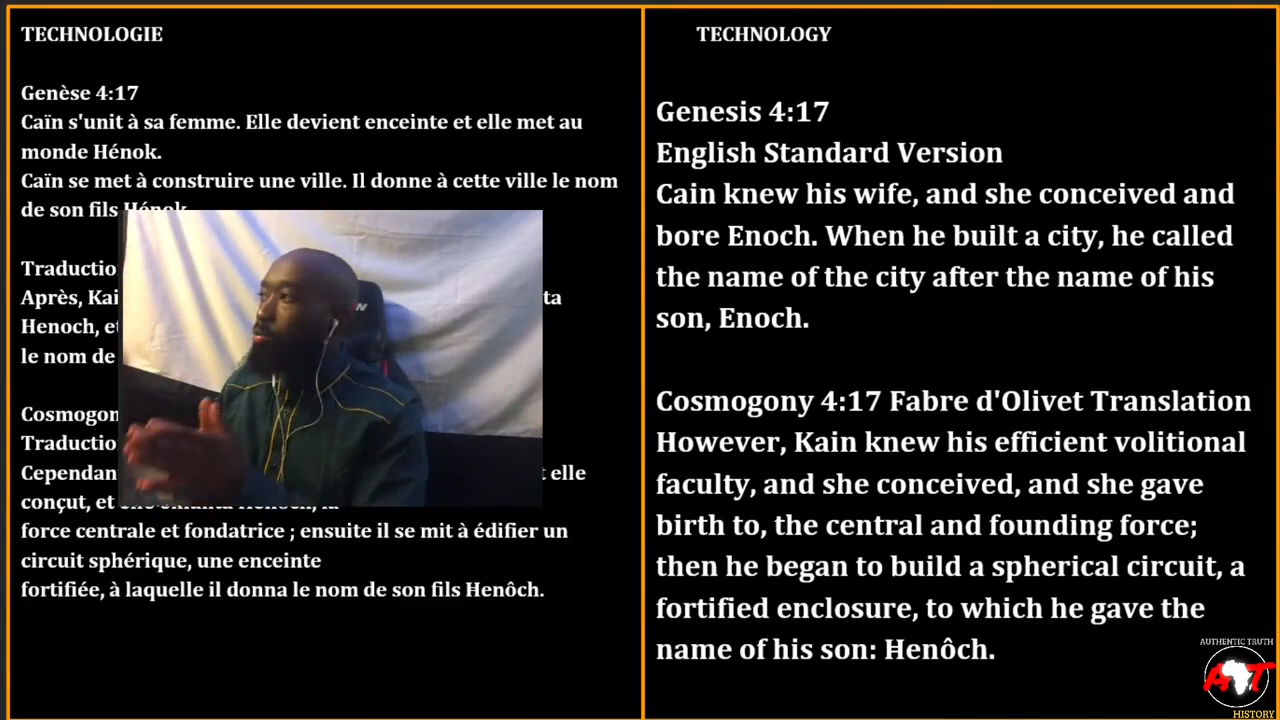 TECHNOLOGIE
Genèse 4:17
Caïn s'unit à sa femme. Elle devient enceinte et elle met au
monde Hénok.
Caïn se met à construire une ville. Il donne à cette ville le nom
de son fils Hénok
Après,
Henoch,
le nom de
conçut, et
elle
force centrale et fondatrice ; ensuite il se mit à édifier un
circuit sphérique, une enceinte
fortifiée, à laquelle il donna le nom de son fils Henôch.
TECHNOLOGY
Genesis 4:17
English Standard Version
Cain knew his wife, and she conceived and
bore Enoch. When he built a city, he called
the name of the city after the name of his
son, Enoch.
Cosmogony 4:17 Fabre d'Olivet Translation
However, Kain knew his efficient volitional
faculty, and she conceived, and she gave
birth to, the central and founding force;
then he began to build a spherical circuit, a
fortified enclosure, to which he gave the
name of his son: Henôch.
AUTHENTIC TRUTH
HISTORY